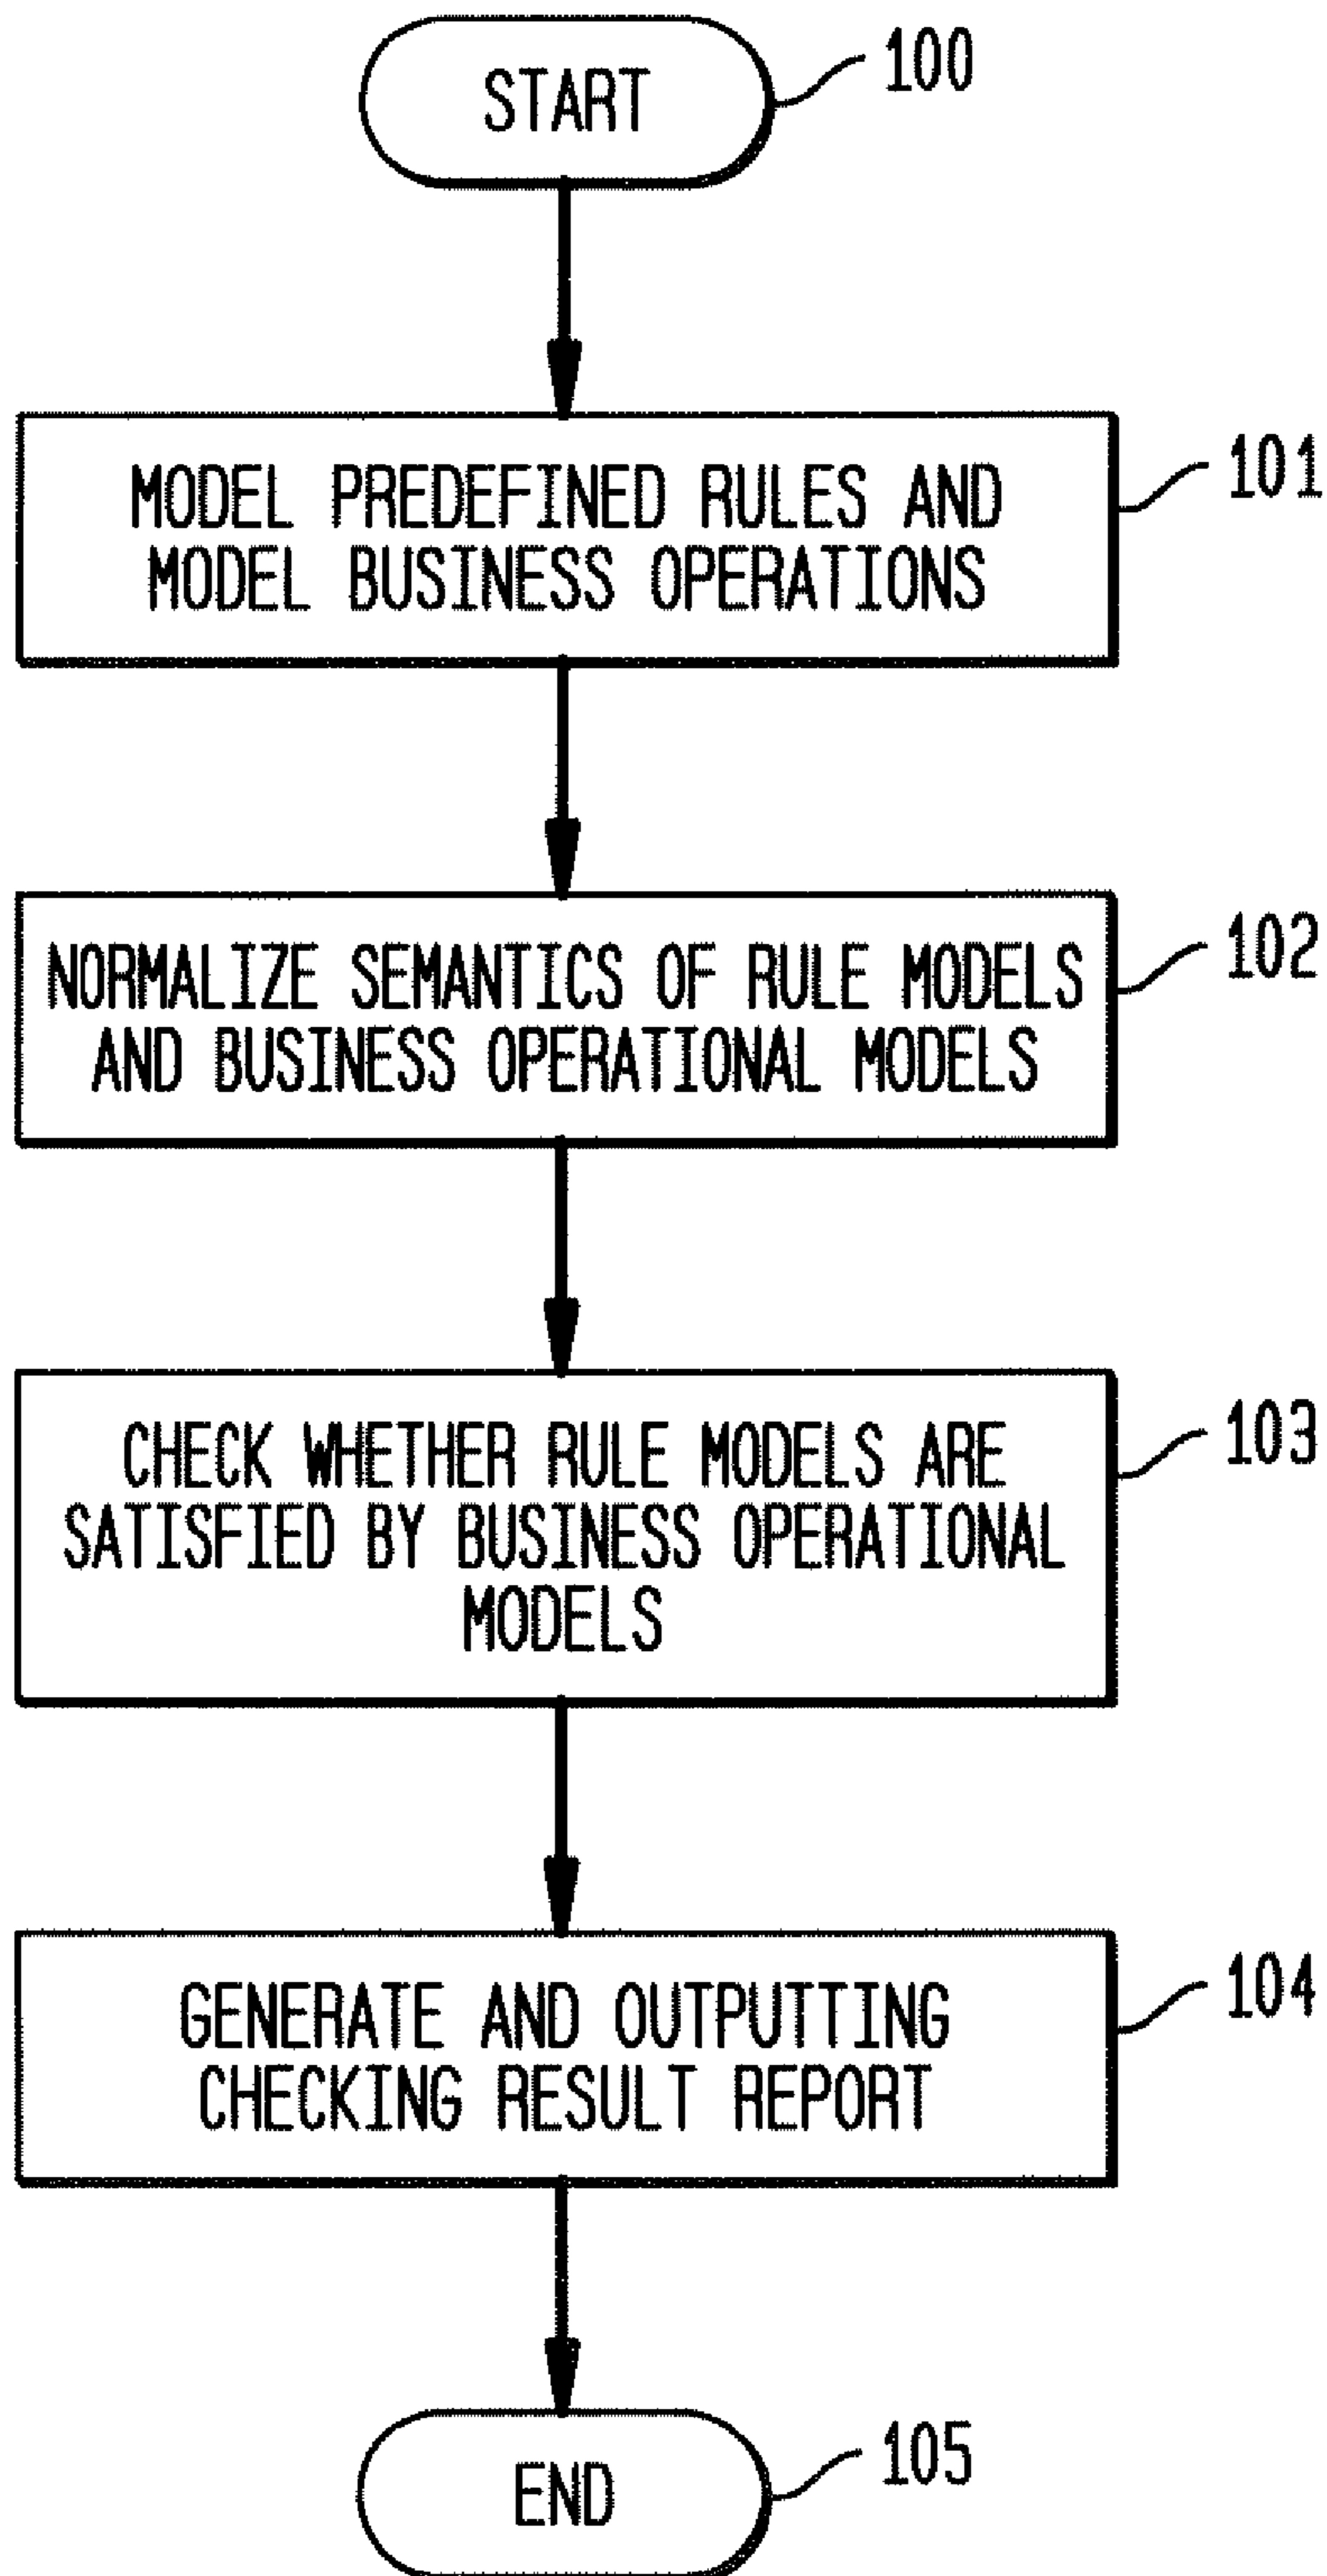 START
100
MODEL PREDEFINED RULES AND
MODEL BUSINESS OPERATIONS
101
NORMALIZE SEMANTICS OF RULE MODELS
AND BUSINESS OPERATIONAL MODELS
102
CHECK WHETHER RULE MODELS ARE
SATISFIED BY BUSINESS OPERATIONAL
MODELS
103
GENERATE AND OUTPUTTING
CHECKING RESULT REPORT
104
END
105